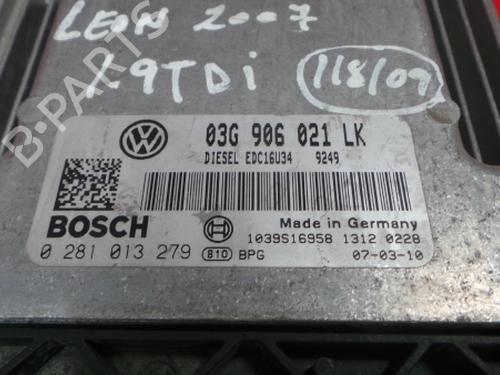 LEON 2007
1.9TDi 118/09
03G 906 021 LK
DIESEL EDC16U34 9249
BOSCH
Made in Germany
1039S16958 1312 0228
0 281 013 279 810 BPG 07-03-10